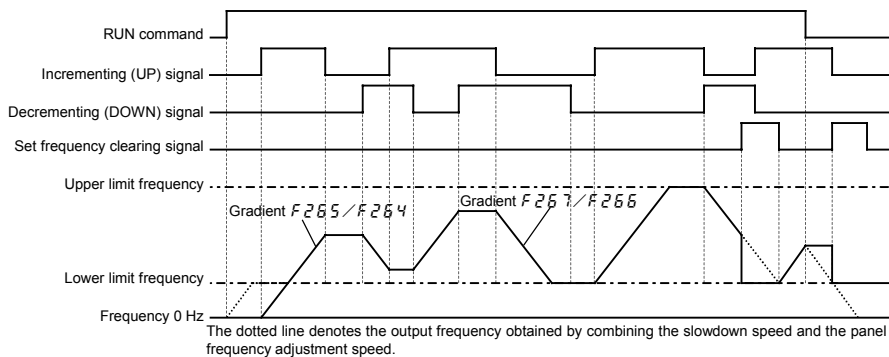 RUN command
Incrementing (UP) signal
Decrementing (DOWN) signal
Set frequency clearing signal
Upper limit frequency
Gradient F265/F264
Gradient F267/F266
Lower limit frequency
Frequency 0 Hz
The dotted line denotes the output frequency obtained by combining the slowdown speed and the panel
frequency adjustment speed.